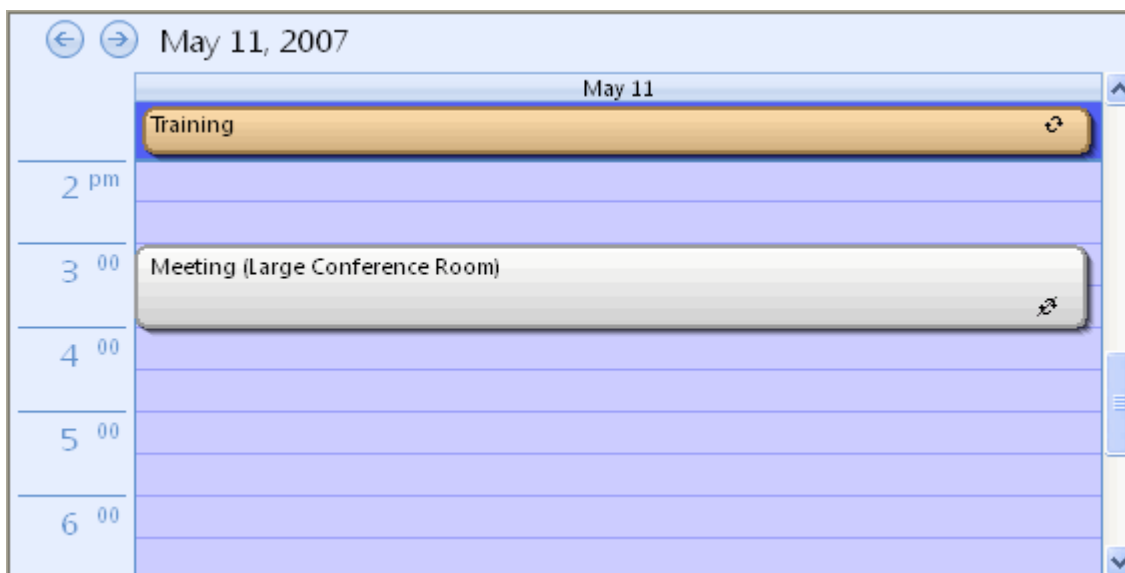 May 11, 2007
May 11
Training
2 pm
3 00
Meeting (Large Conference Room)
4 00
5 00
6 00